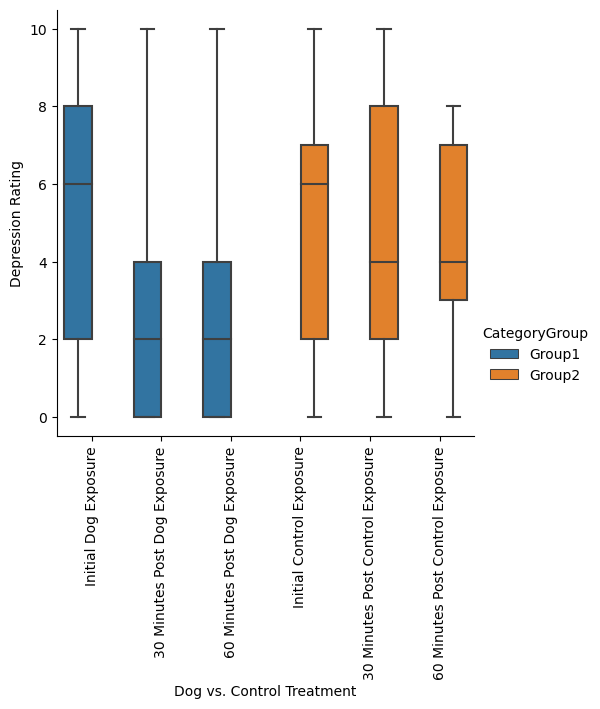 10
8
6
4
2
0
Depression Rating
Initial Dog Exposure
30 Minutes Post Dog Exposure
60 Minutes Post Dog Exposure
Initial Control Exposure
30 Minutes Post Control Exposure
60 Minutes Post Control Exposure
Dog vs. Control Treatment
CategoryGroup
Group1
Group2